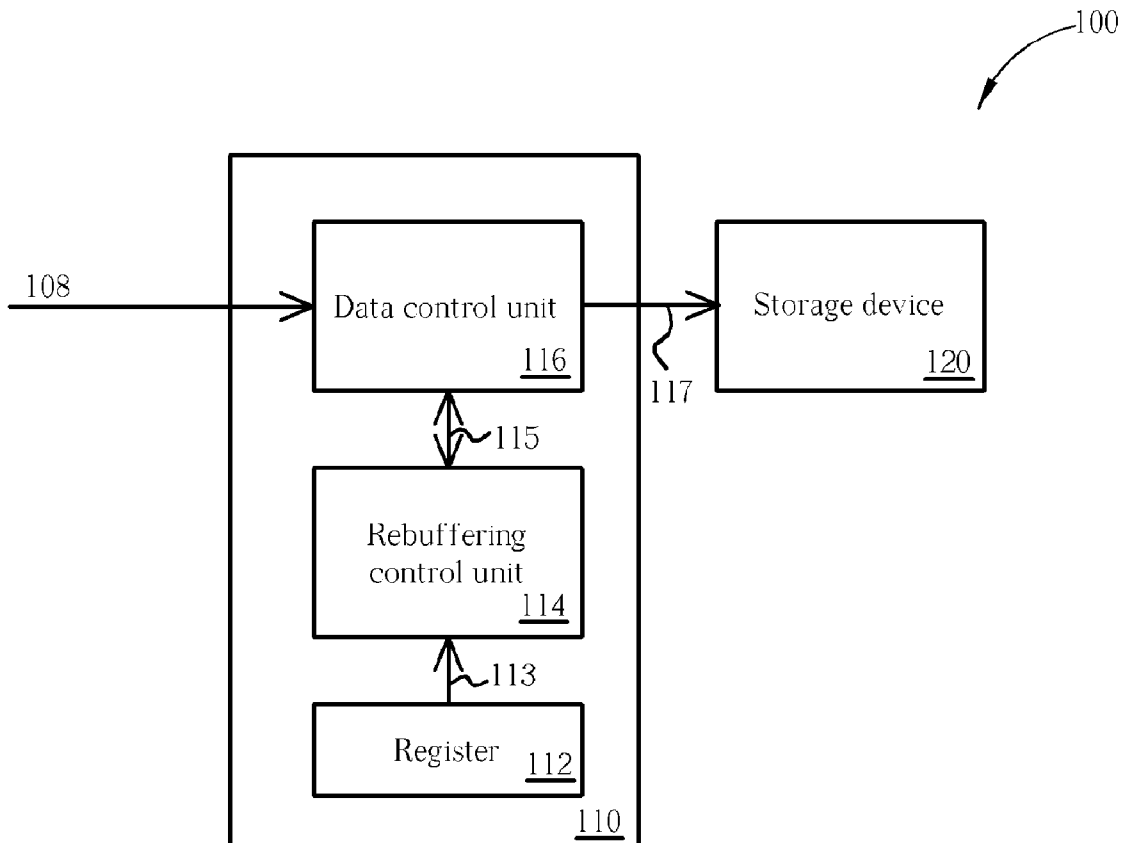 100
108
Data control unit
116
Storage device
120
117
115
Rebuffering
control unit
114
113
Register
112
110